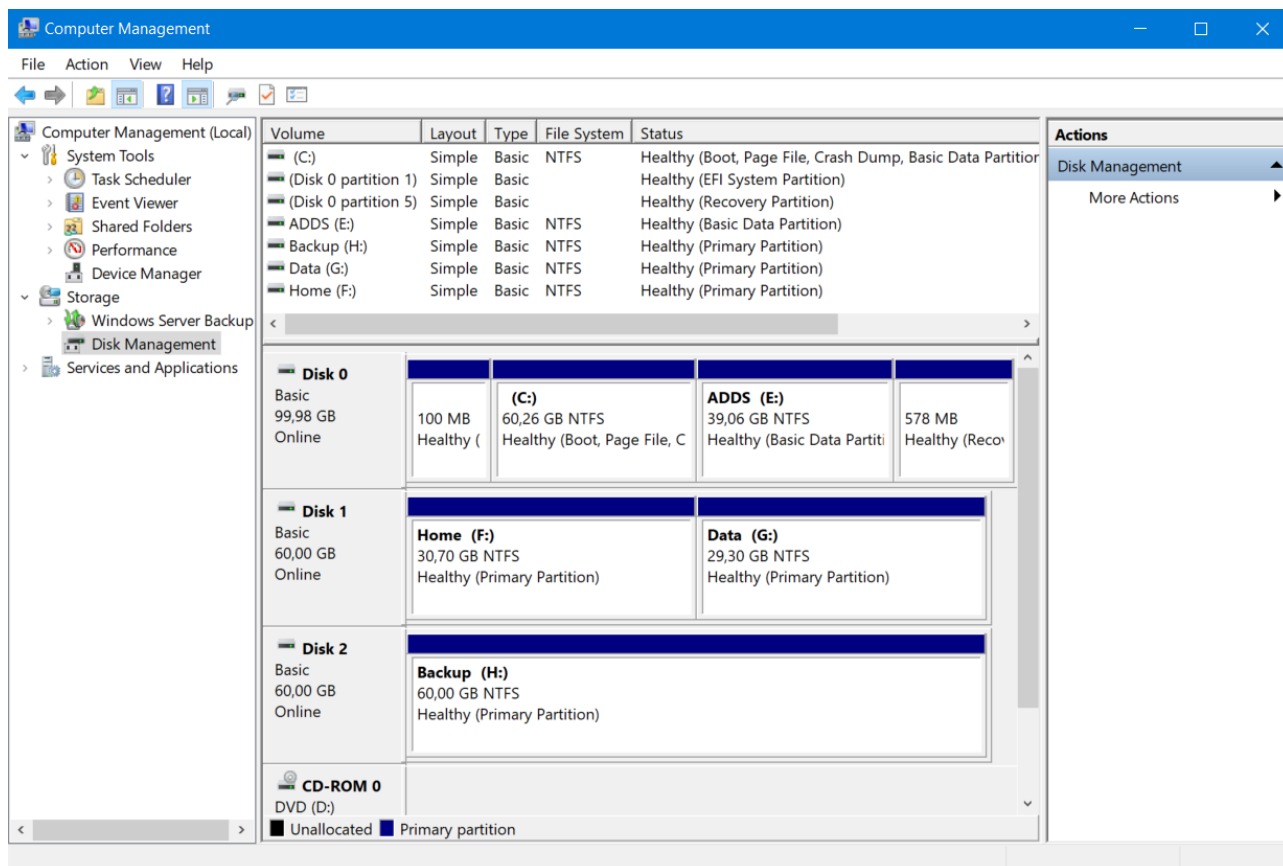 Computer Management
File Action View Help
Computer Management (Local)
System Tools
Task Scheduler
Event Viewer
Shared Folders
Performance
Device Manager
Storage
Windows Server Backup
Disk Management
Services and Applications
Volume Layout Type File System Status
(C:) Simple Basic NTFS Healthy (Boot, Page File, Crash Dump, Basic Data Partition
(Disk 0 partition 1) Simple Basic Healthy (EFI System Partition)
(Disk 0 partition 5) Simple Basic Healthy (Recovery Partition)
ADDS (E:) Simple Basic NTFS Healthy (Basic Data Partition)
Backup (H:) Simple Basic NTFS Healthy (Primary Partition)
Data (G:) Simple Basic NTFS Healthy (Primary Partition)
Home (F:) Simple Basic NTFS Healthy (Primary Partition)
Disk 0
Basic
99,98 GB
Online
100 MB
Healthy (
(C:)
60,26 GB NTFS
Healthy (Boot, Page File, C
ADDS (E:)
39,06 GB NTFS
Healthy (Basic Data Partiti
578 MB
Healthy (Recov
Disk 1
Basic
60,00 GB
Online
Home (F:)
30,70 GB NTFS
Healthy (Primary Partition)
Data (G:)
29,30 GB NTFS
Healthy (Primary Partition)
Disk 2
Basic
60,00 GB
Online
Backup (H:)
60,00 GB NTFS
Healthy (Primary Partition)
CD-ROM 0
DVD (D:)
Unallocated Primary partition
Actions
Disk Management
More Actions